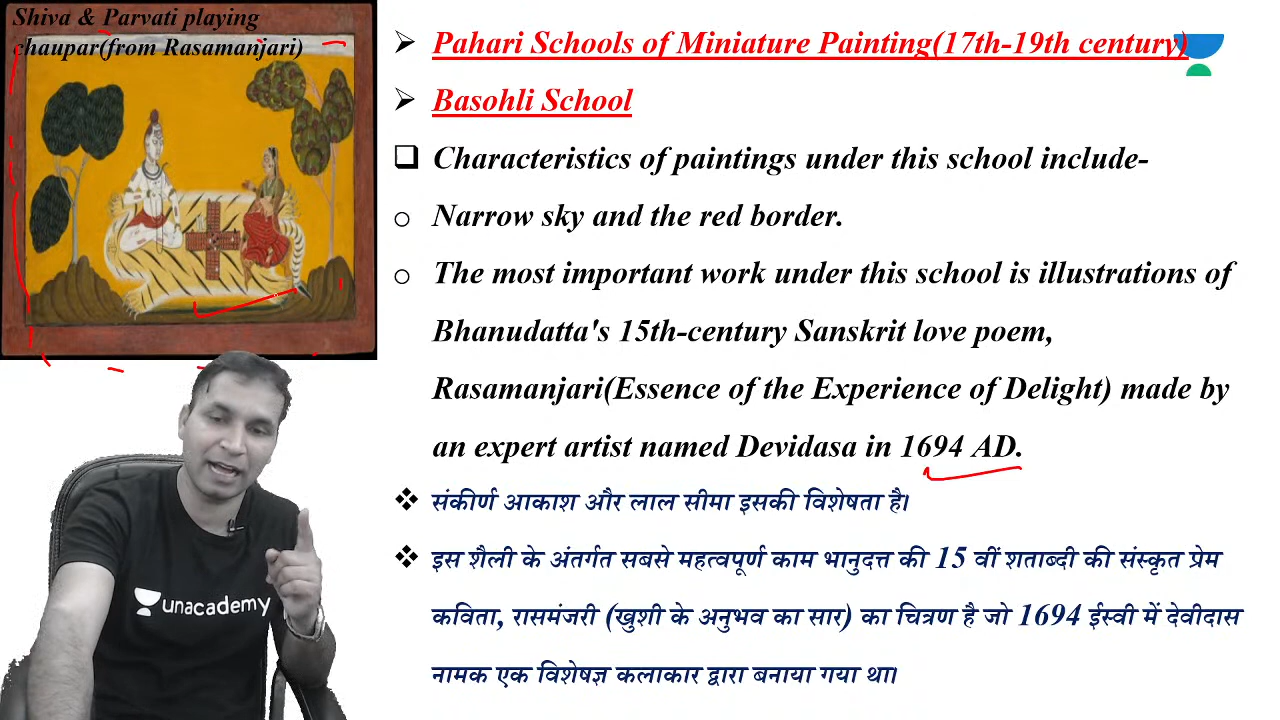 Shiva & Parvati playing
chaupar(from Rasamanjari)
Pahari Schools of Miniature Painting(17th-19th century)
Basohli School
Characteristics of paintings under this school include-
Narrow sky and the red border.
The most important work under this school is illustrations of
Bhanudatta's 15th-century Sanskrit love poem,
Rasamanjari(Essence of the Experience of Delight) made by
an expert artist named Devidasa in 1694 AD.
संकीर्ण आकाश और लाल सीमा इसकी विशेषता है।
इस शैली के अंतर्गत सबसे महत्वपूर्ण काम भानुदत्त की 15 वीं शताब्दी की संस्कृत प्रेम
कविता, रासमंजरी (खुशी के अनुभव का सार) का चित्रण है जो 1694 ईस्वी में देवीदास
नामक एक विशेषज्ञ कलाकार द्वारा बनाया गया था।
unacademy